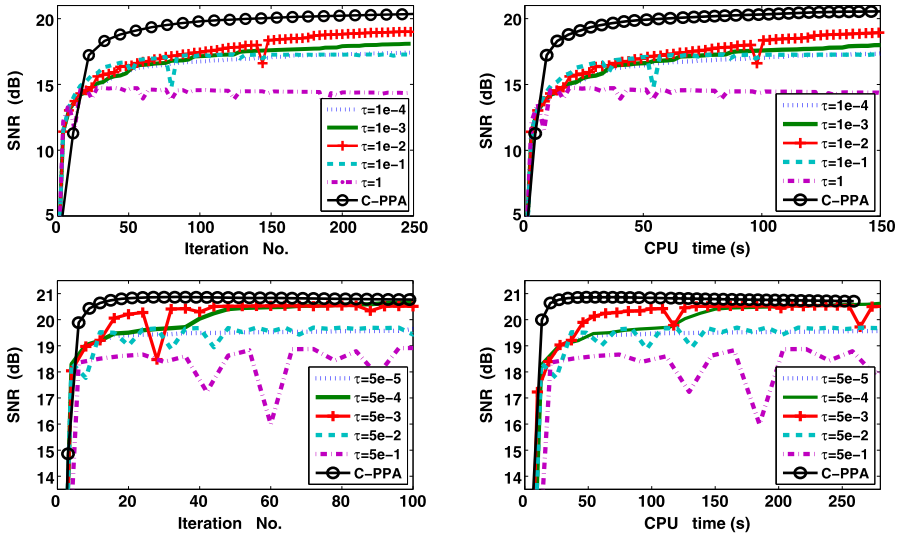 20
15
10
5
SNR (dB)
0
50
100
150
200
250
Iteration No.
τ=1e-4
τ=1e-3
τ=1e-2
τ=1e-1
τ=1
C-PPA
20
15
10
5
SNR (dB)
0
50
100
150
CPU time (s)
τ=1e-4
τ=1e-3
τ=1e-2
τ=1e-1
τ=1
C-PPA
21
20
19
18
17
16
15
14
SNR (dB)
0
20
40
60
80
100
Iteration No.
τ=5e-5
τ=5e-4
τ=5e-3
τ=5e-2
τ=5e-1
C-PPA
21
20
19
18
17
16
15
14
SNR (dB)
0
50
100
150
200
250
CPU time (s)
τ=5e-5
τ=5e-4
τ=5e-3
τ=5e-2
τ=5e-1
C-PPA